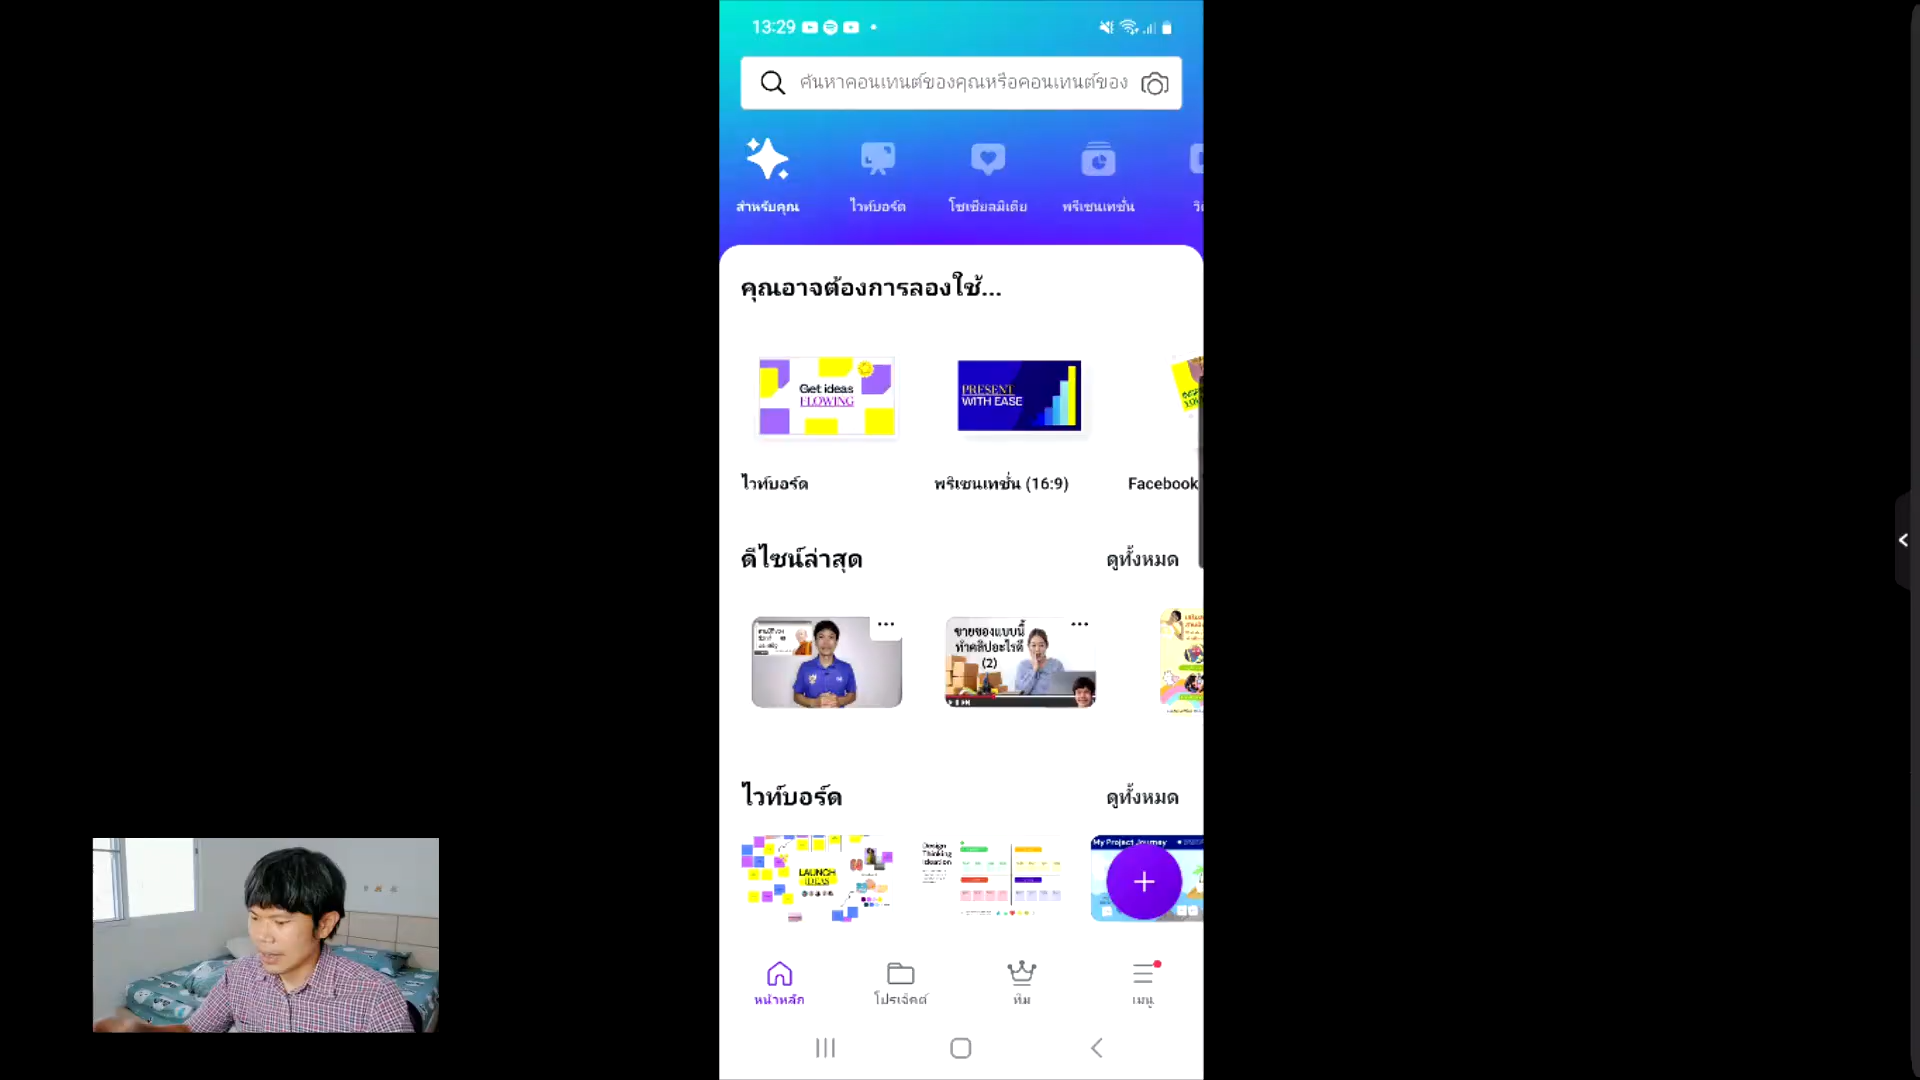 13:29
ค้นหาคอนเทนต์ของคุณหรือคอนเทนต์ของ
สำหรับคุณ
ไวท์บอร์ด
โซเชียลมีเดีย
พรีเซนเทชั่น
วิ
คุณอาจต้องการลองใช้...
Get ideas
FLOWING
PRESENT
WITH EASE
ไวท์บอร์ด
พรีเซนเทชั่น (16:9)
Facebook
ดีไซน์ล่าสุด
ดูทั้งหมด
ขายของแบบนี้
ทำคลิปอะไรดี
(2)
ไวท์บอร์ด
ดูทั้งหมด
LAUNCH
IDEAS
Design
Thinking
Ideation
My Project Journey
หน้าหลัก
โปรเจ็คต์
ทีม
เมนู